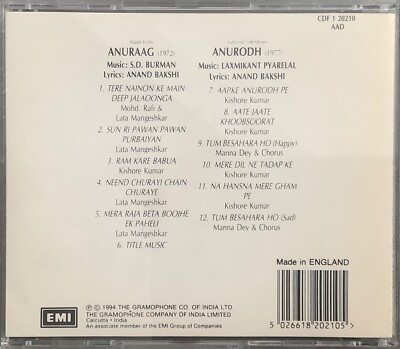 CDF 1 20210
AAD
ANURAAG (1972)
Music: S.D. BURMAN
Lyrics: ANAND BAKSHI
1. TERE NAINON KE MAIN
DEEP JALAOONGA
Mohd. Rafi &
Lata Mangeshkar
2. SUN RI PAWAN PAWAN
PURBAIYAN
Lata Mangeshkar
3. RAM KARE BABUA
Kishore Kumar
4. NEEND CHURAYI CHAIN
CHURAYE
Lata Mangeshkar
5. MERA RAJA BETA BOOJHE
EK PAHELI
Lata Mangeshkar
6. TITLE MUSIC
ANURODH (1977)
Music: LAXMIKANT PYARELAL
Lyrics: ANAND BAKSHI
7. AAPKE ANURODH PE
Kishore Kumar
8. AATE JAATE
KHOOBSOORAT
Kishore Kumar
9. TUM BESAHARA HO (Happy)
Manna Dey & Chorus
10. MERE DIL NE TADAP KE
Kishore Kumar
11. NA HANSNA MERE GHAM
PE
Kishore Kumar
12. TUM BESAHARA HO (Sad)
Manna Dey & Chorus
Made in ENGLAND
EMI
℗ © 1994 THE GRAMOPHONE CO. OF INDIA LTD.
THE GRAMOPHONE COMPANY OF INDIA LIMITED
Calcutta • India
An associate member of the EMI Group of Companies
5 026618 202105 >